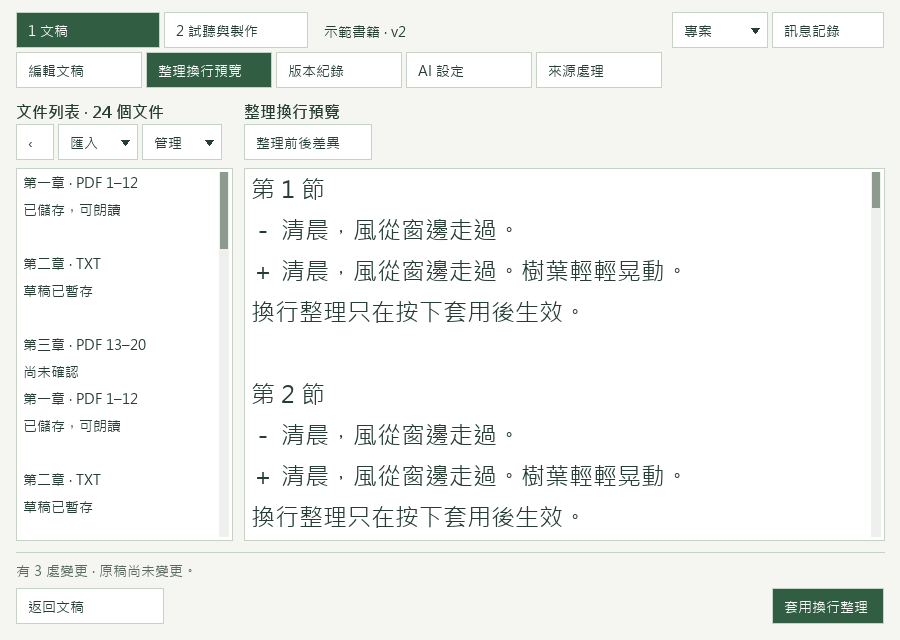 1 文稿
2 試聽與製作
示範書籍 · v2
專案
訊息記錄
編輯文稿
整理換行預覽
版本紀錄
AI 設定
來源處理
文件列表 · 24 個文件
‹
匯入
管理
第一章 · PDF 1–12
已儲存，可朗讀
第二章 · TXT
草稿已暫存
第三章 · PDF 13–20
尚未確認
第一章 · PDF 1–12
已儲存，可朗讀
第二章 · TXT
草稿已暫存
整理換行預覽
整理前後差異
第 1 節
- 清晨，風從窗邊走過。
+ 清晨，風從窗邊走過。樹葉輕輕晃動。
換行整理只在按下套用後生效。
第 2 節
- 清晨，風從窗邊走過。
+ 清晨，風從窗邊走過。樹葉輕輕晃動。
換行整理只在按下套用後生效。
有 3 處變更 · 原稿尚未變更。
返回文稿
套用換行整理